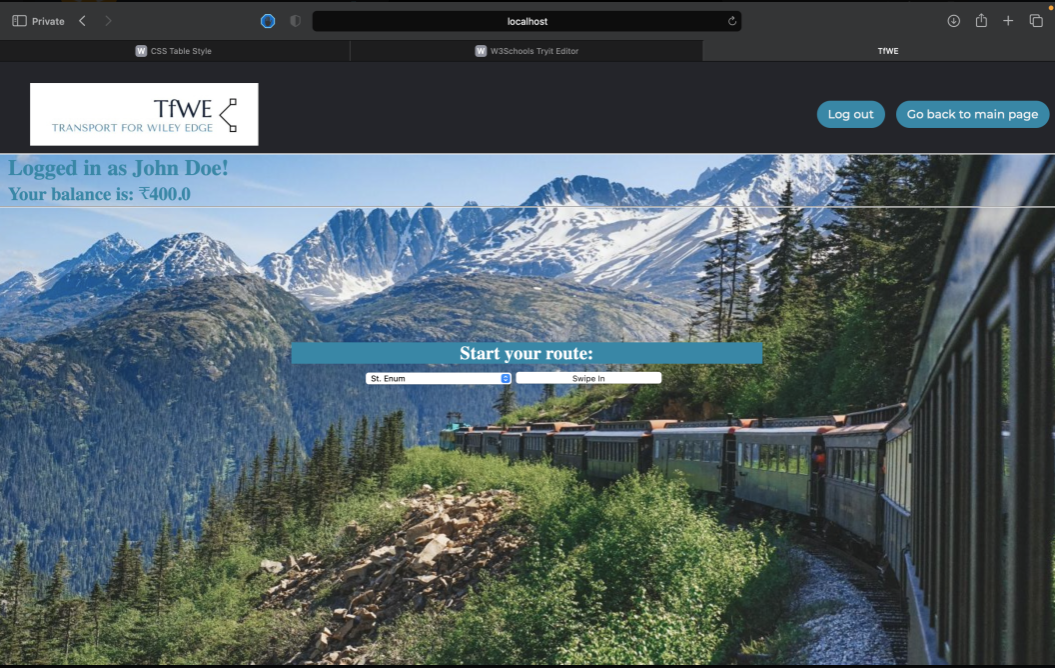 Private
localhost
W CSS Table Style
W W3Schools Tryit Editor
TfWE
TfWE
TRANSPORT FOR WILEY EDGE
Log out
Go back to main page
Logged in as John Doe!
Your balance is: ₹400.0
Start your route:
St. Enum
Swipe In